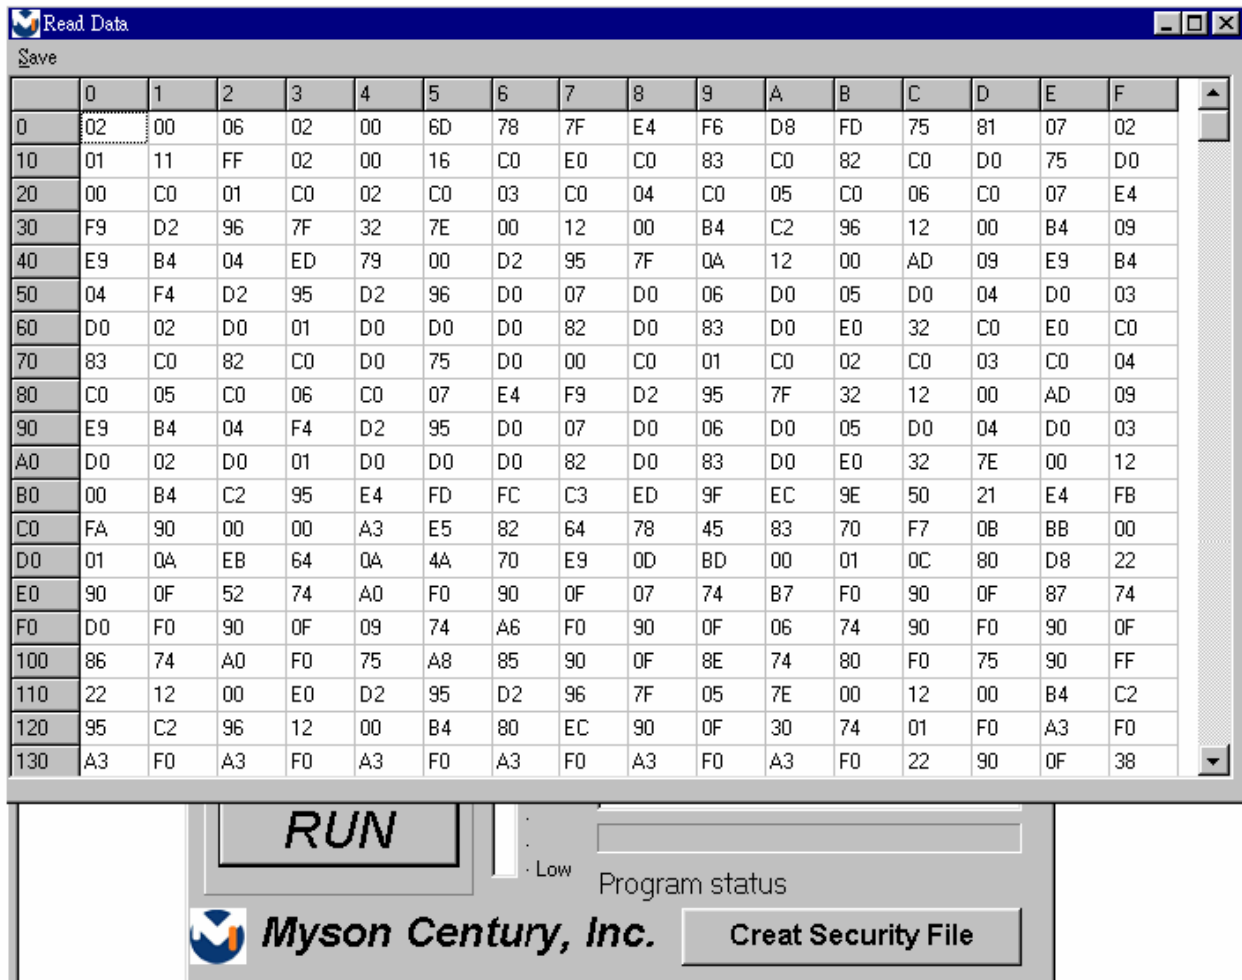 Read Data
Save
0 1 2 3 4 5 6 7 8 9 A B C D E F
0 02 00 06 02 00 6D 78 7F E4 F6 D8 FD 75 81 07 02
10 01 11 FF 02 00 16 C0 E0 C0 83 C0 82 C0 D0 75 D0
20 00 C0 01 C0 02 C0 03 C0 04 C0 05 C0 06 C0 07 E4
30 F9 D2 96 7F 32 7E 00 12 00 B4 C2 96 12 00 B4 09
40 E9 B4 04 ED 79 00 D2 95 7F 0A 12 00 AD 09 E9 B4
50 04 F4 D2 95 D2 96 D0 07 D0 06 D0 05 D0 04 D0 03
60 D0 02 D0 01 D0 D0 D0 82 D0 83 D0 E0 32 C0 E0 C0
70 83 C0 82 C0 D0 75 D0 00 C0 01 C0 02 C0 03 C0 04
80 C0 05 C0 06 C0 07 E4 F9 D2 95 7F 32 12 00 AD 09
90 E9 B4 04 F4 D2 95 D0 07 D0 06 D0 05 D0 04 D0 03
A0 D0 02 D0 01 D0 D0 D0 82 D0 83 D0 E0 32 7E 00 12
B0 00 B4 C2 95 E4 FD FC C3 ED 9F EC 9E 50 21 E4 FB
C0 FA 90 00 00 A3 E5 82 64 78 45 83 70 F7 0B BB 00
D0 01 0A EB 64 0A 4A 70 E9 0D BD 00 01 0C 80 D8 22
E0 90 0F 52 74 A0 F0 90 0F 07 74 B7 F0 90 0F 87 74
F0 D0 F0 90 0F 09 74 A6 F0 90 0F 06 74 90 F0 90 0F
100 86 74 A0 F0 75 A8 85 90 0F 8E 74 80 F0 75 90 FF
110 22 12 00 E0 D2 95 D2 96 7F 05 7E 00 12 00 B4 C2
120 95 C2 96 12 00 B4 80 EC 90 0F 30 74 01 F0 A3 F0
130 A3 F0 A3 F0 A3 F0 A3 F0 A3 F0 A3 F0 22 90 0F 38
RUN
Low
Program status
Myson Century, Inc.
Creat Security File